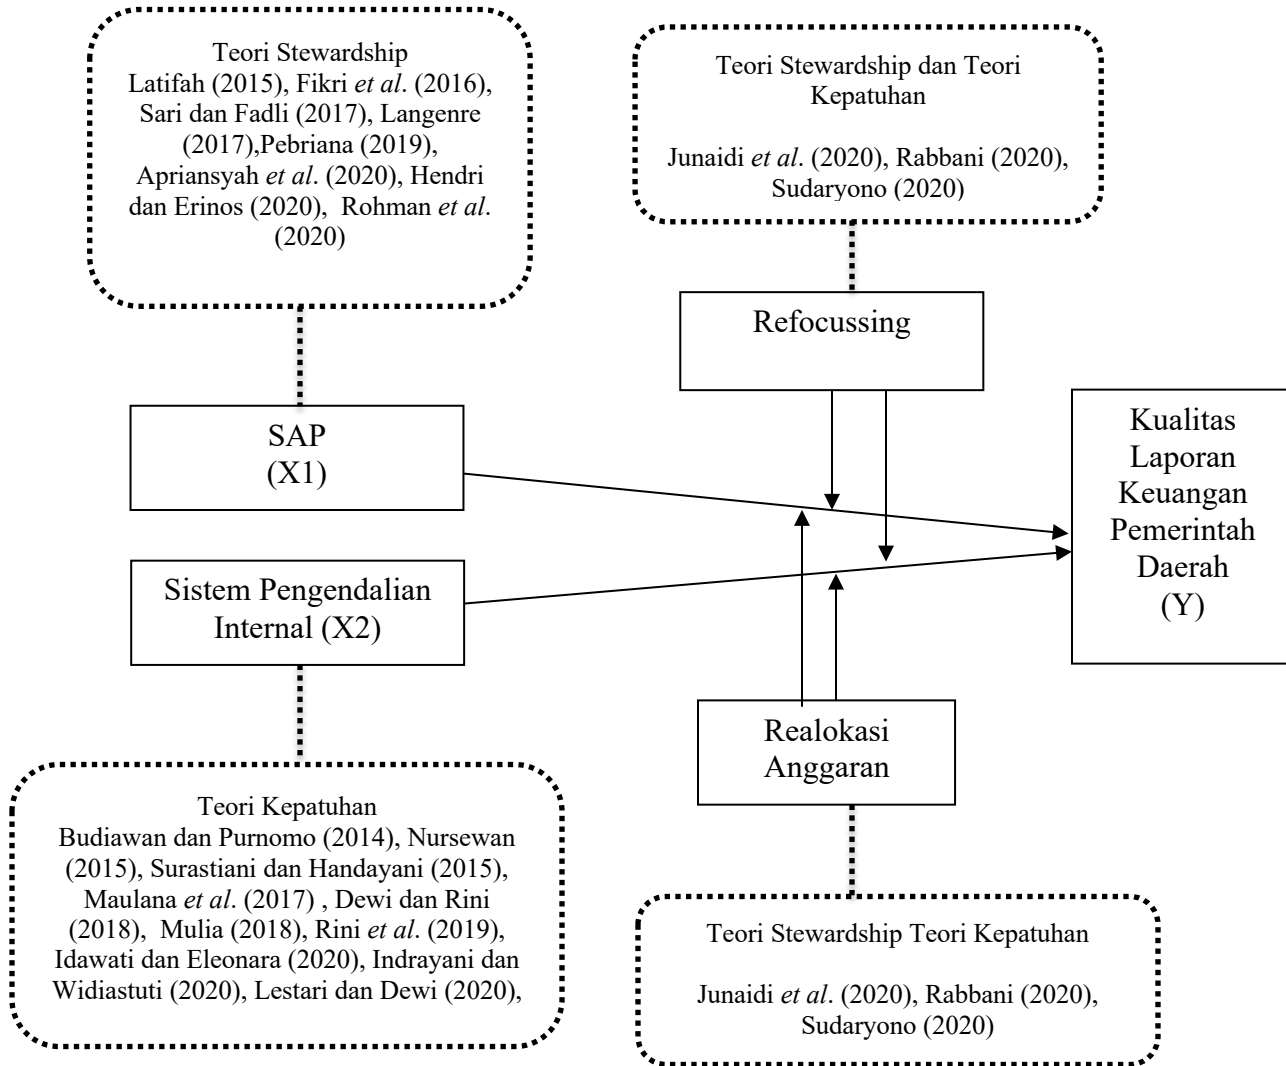 Teori Stewardship
Latifah (2015), Fikri et al. (2016),
Sari dan Fadli (2017), Langenre
(2017),Pebriana (2019),
Apriansyah et al. (2020), Hendri
dan Erinos (2020), Rohman et al.
(2020)
Teori Stewardship dan Teori
Kepatuhan
Junaidi et al. (2020), Rabbani (2020),
Sudaryono (2020)
Refocussing
SAP
(X1)
Kualitas
Laporan
Keuangan
Pemerintah
Daerah
(Y)
Sistem Pengendalian
Internal (X2)
Realokasi
Anggaran
Teori Kepatuhan
Budiawan dan Purnomo (2014), Nursewan
(2015), Surastiani dan Handayani (2015),
Maulana et al. (2017) , Dewi dan Rini
(2018), Mulia (2018), Rini et al. (2019),
Idawati dan Eleonara (2020), Indrayani dan
Widiastuti (2020), Lestari dan Dewi (2020),
Teori Stewardship Teori Kepatuhan
Junaidi et al. (2020), Rabbani (2020),
Sudaryono (2020)